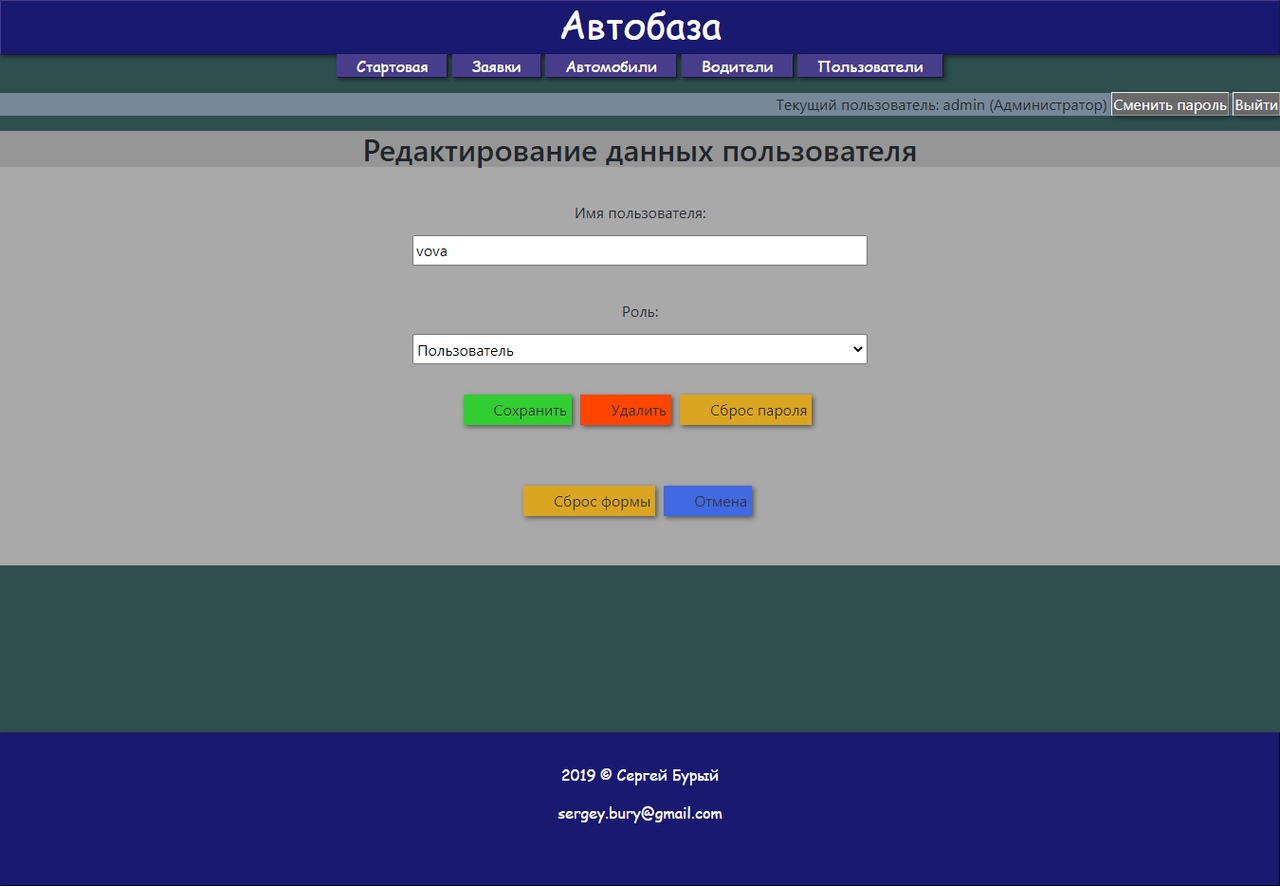 Автобаза
Стартовая Заявки Автомобили Водители Пользователи
Текущий пользователь: admin (Администратор) Сменить пароль Выйти
Редактирование данных пользователя
Имя пользователя:
vova
Роль:
Пользователь
Сохранить Удалить Сброс пароля
Сброс формы Отмена
2019 © Сергей Бурый
sergey.bury@gmail.com